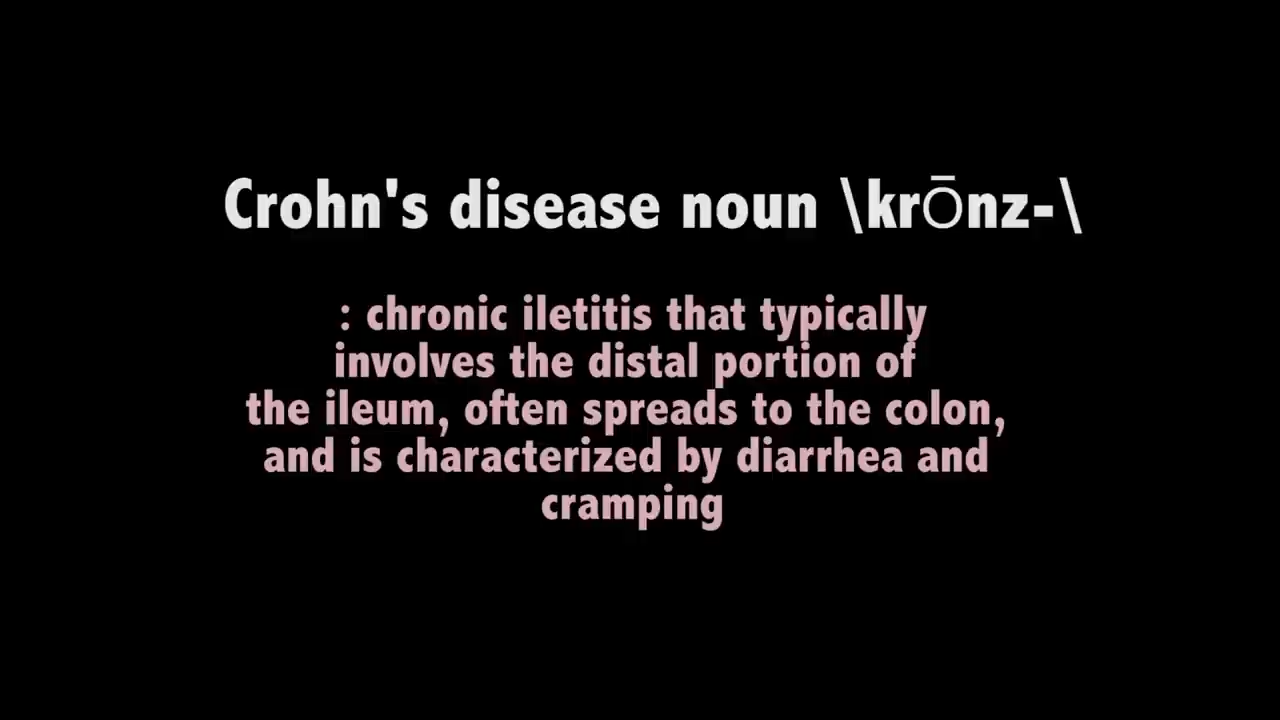 Crohn's disease noun \krŌnz-\
: chronic iletitis that typically
involves the distal portion of
the ileum, often spreads to the colon,
and is characterized by diarrhea and
cramping